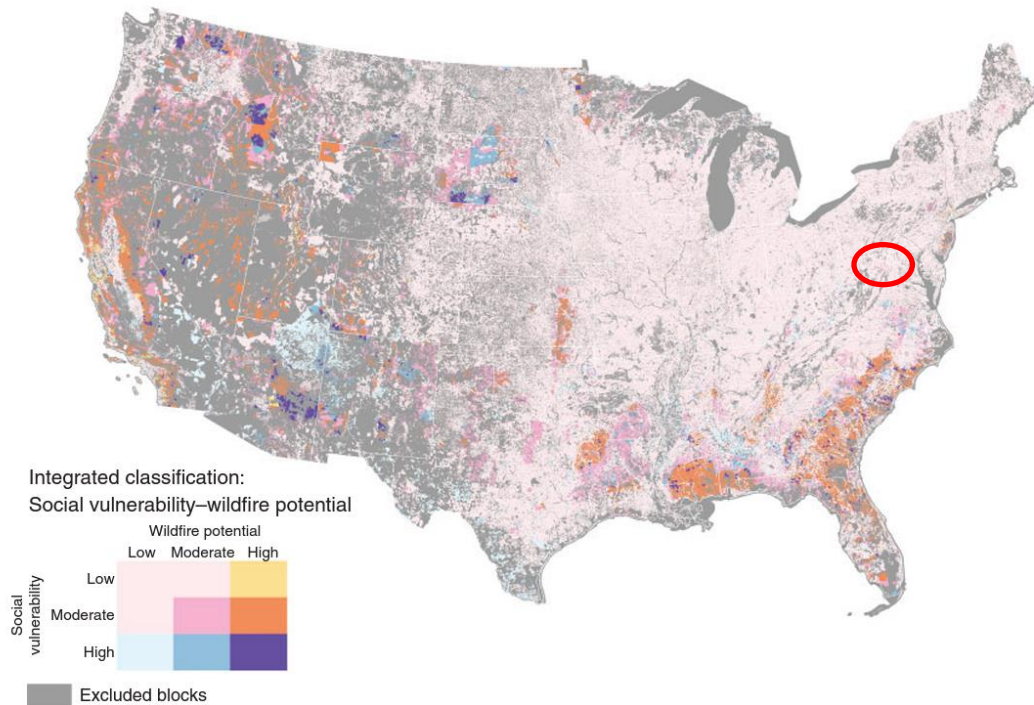 Integrated classification:
Social vulnerability–wildfire potential
Wildfire potential
Low Moderate High
Social
vulnerability
Low
Moderate
High
Excluded blocks